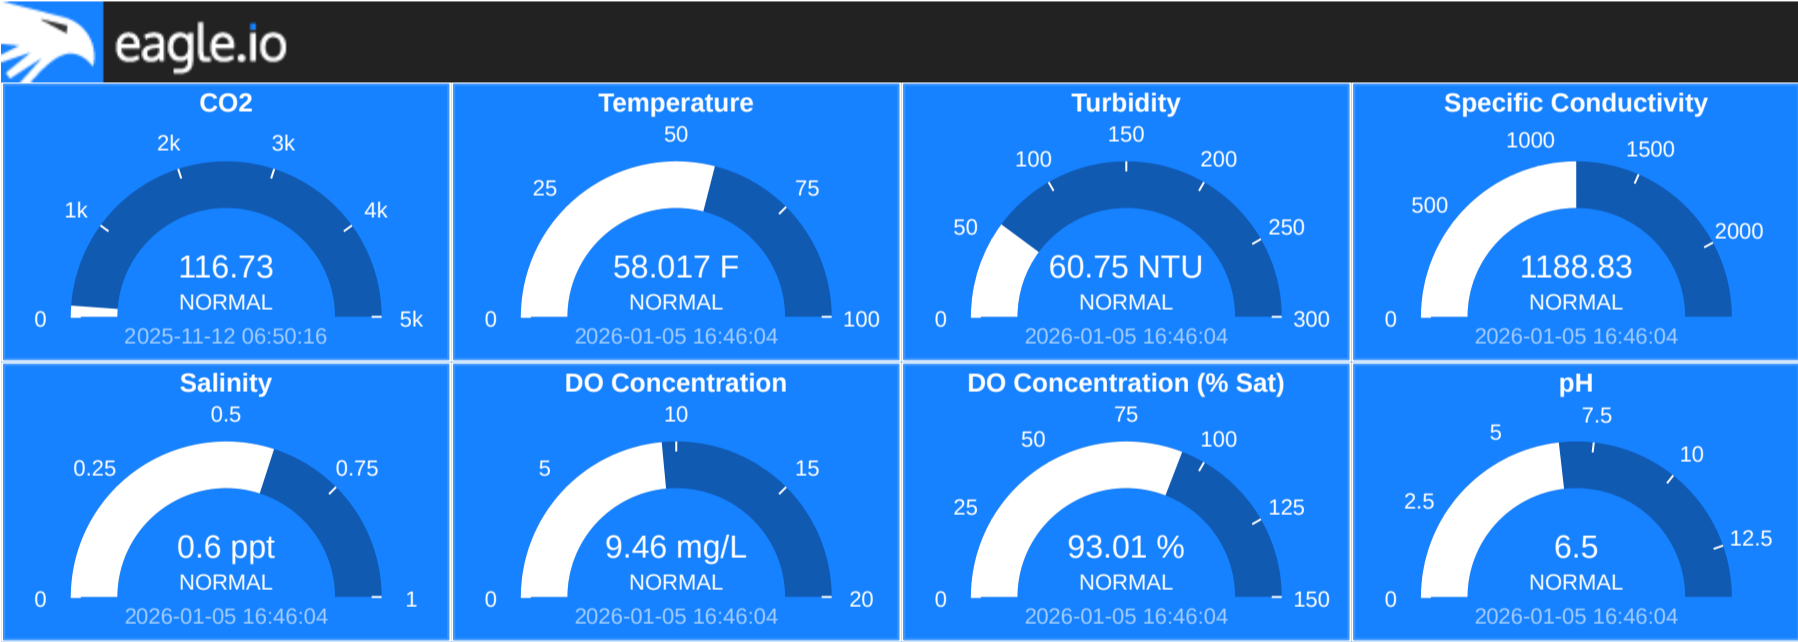 eagle.io
CO2
2k
3k
1k
4k
0
5k
116.73
NORMAL
2025-11-12 06:50:16
Temperature
50
25
75
0
100
58.017 F
NORMAL
2026-01-05 16:46:04
Turbidity
150
100
200
50
250
0
300
60.75 NTU
NORMAL
2026-01-05 16:46:04
Specific Conductivity
1000
1500
500
2000
0
1188.83
NORMAL
2026-01-05 16:46:04
Salinity
0.5
0.25
0.75
0
1
0.6 ppt
NORMAL
2026-01-05 16:46:04
DO Concentration
10
5
15
0
20
9.46 mg/L
NORMAL
2026-01-05 16:46:04
DO Concentration (% Sat)
75
50
100
25
125
0
150
93.01 %
NORMAL
2026-01-05 16:46:04
pH
7.5
5
10
2.5
12.5
0
6.5
NORMAL
2026-01-05 16:46:04